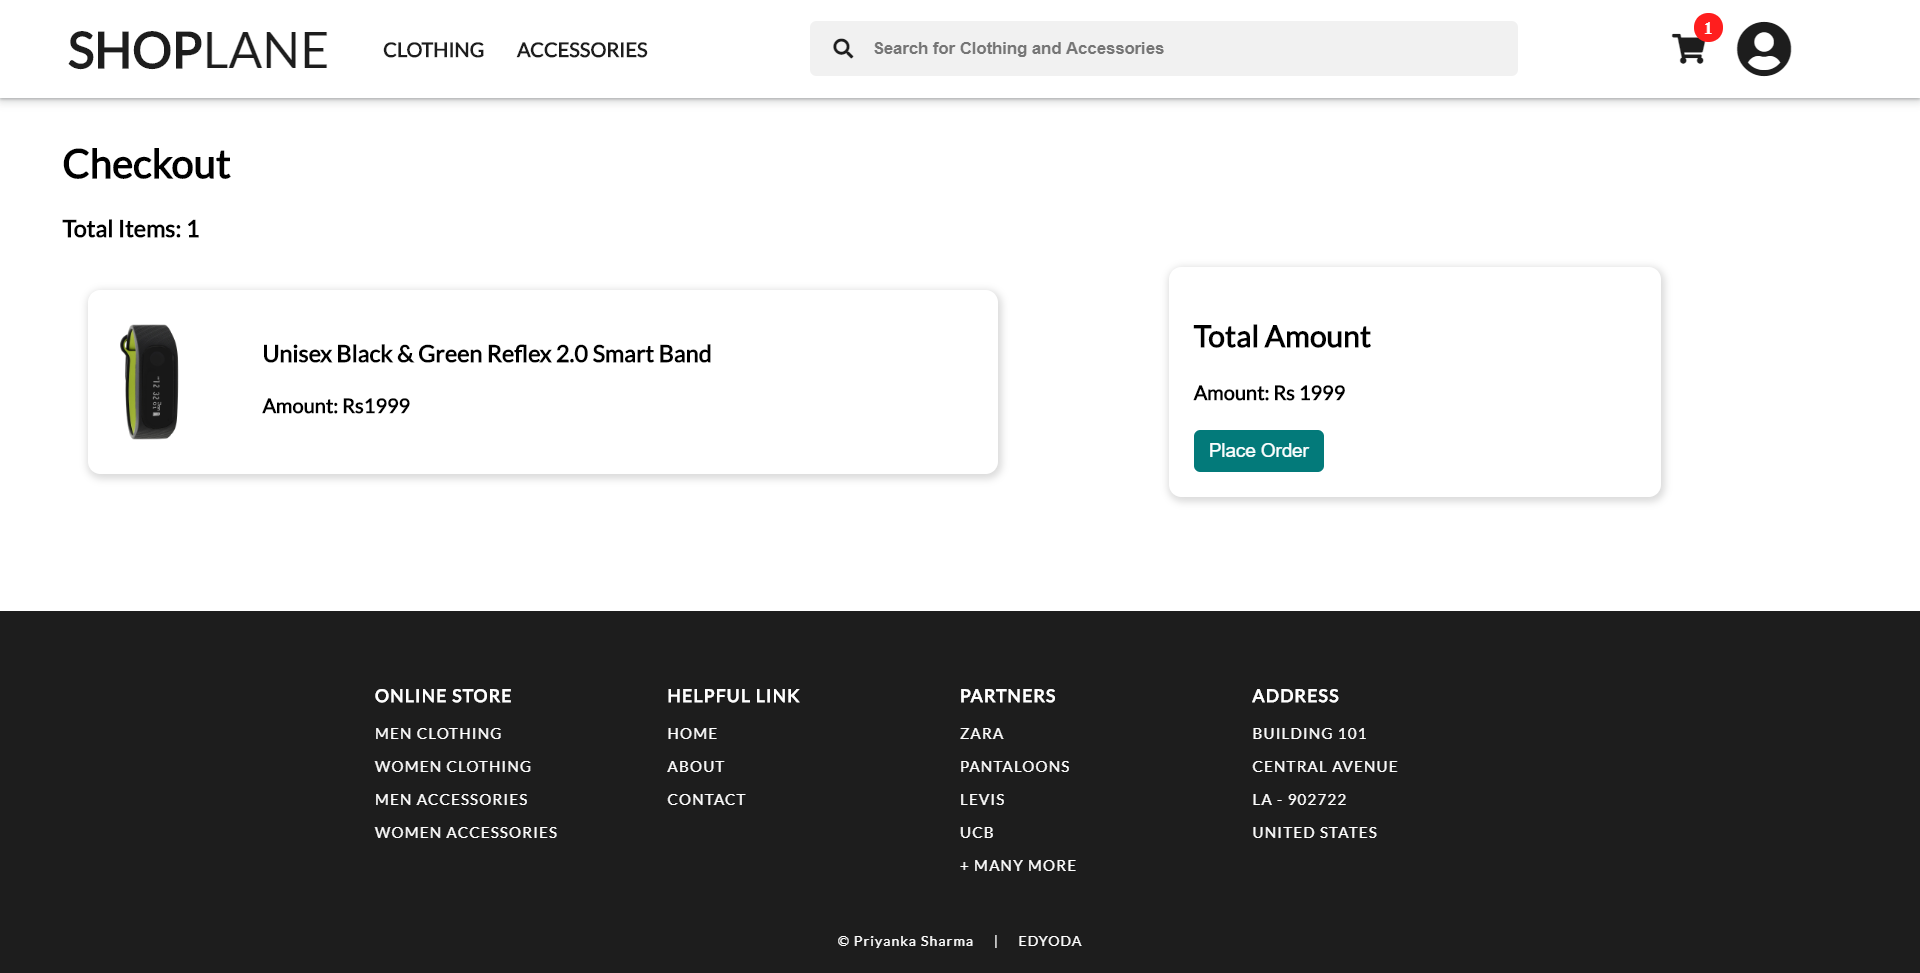 SHOPLANE
CLOTHING
ACCESSORIES
Search for Clothing and Accessories
1
Checkout
Total Items: 1
Unisex Black & Green Reflex 2.0 Smart Band
Amount: Rs1999
Total Amount
Amount: Rs 1999
Place Order
ONLINE STORE
MEN CLOTHING
WOMEN CLOTHING
MEN ACCESSORIES
WOMEN ACCESSORIES
HELPFUL LINK
HOME
ABOUT
CONTACT
PARTNERS
ZARA
PANTALOONS
LEVIS
UCB
+ MANY MORE
ADDRESS
BUILDING 101
CENTRAL AVENUE
LA - 902722
UNITED STATES
© Priyanka Sharma | EDYODA